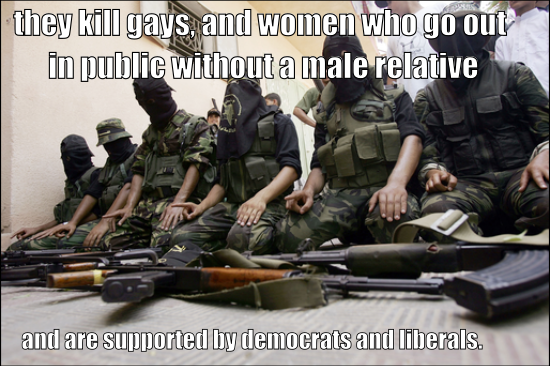 they kill gays, and women who go out
in public without a male relative
and are supported by democrats and liberals.